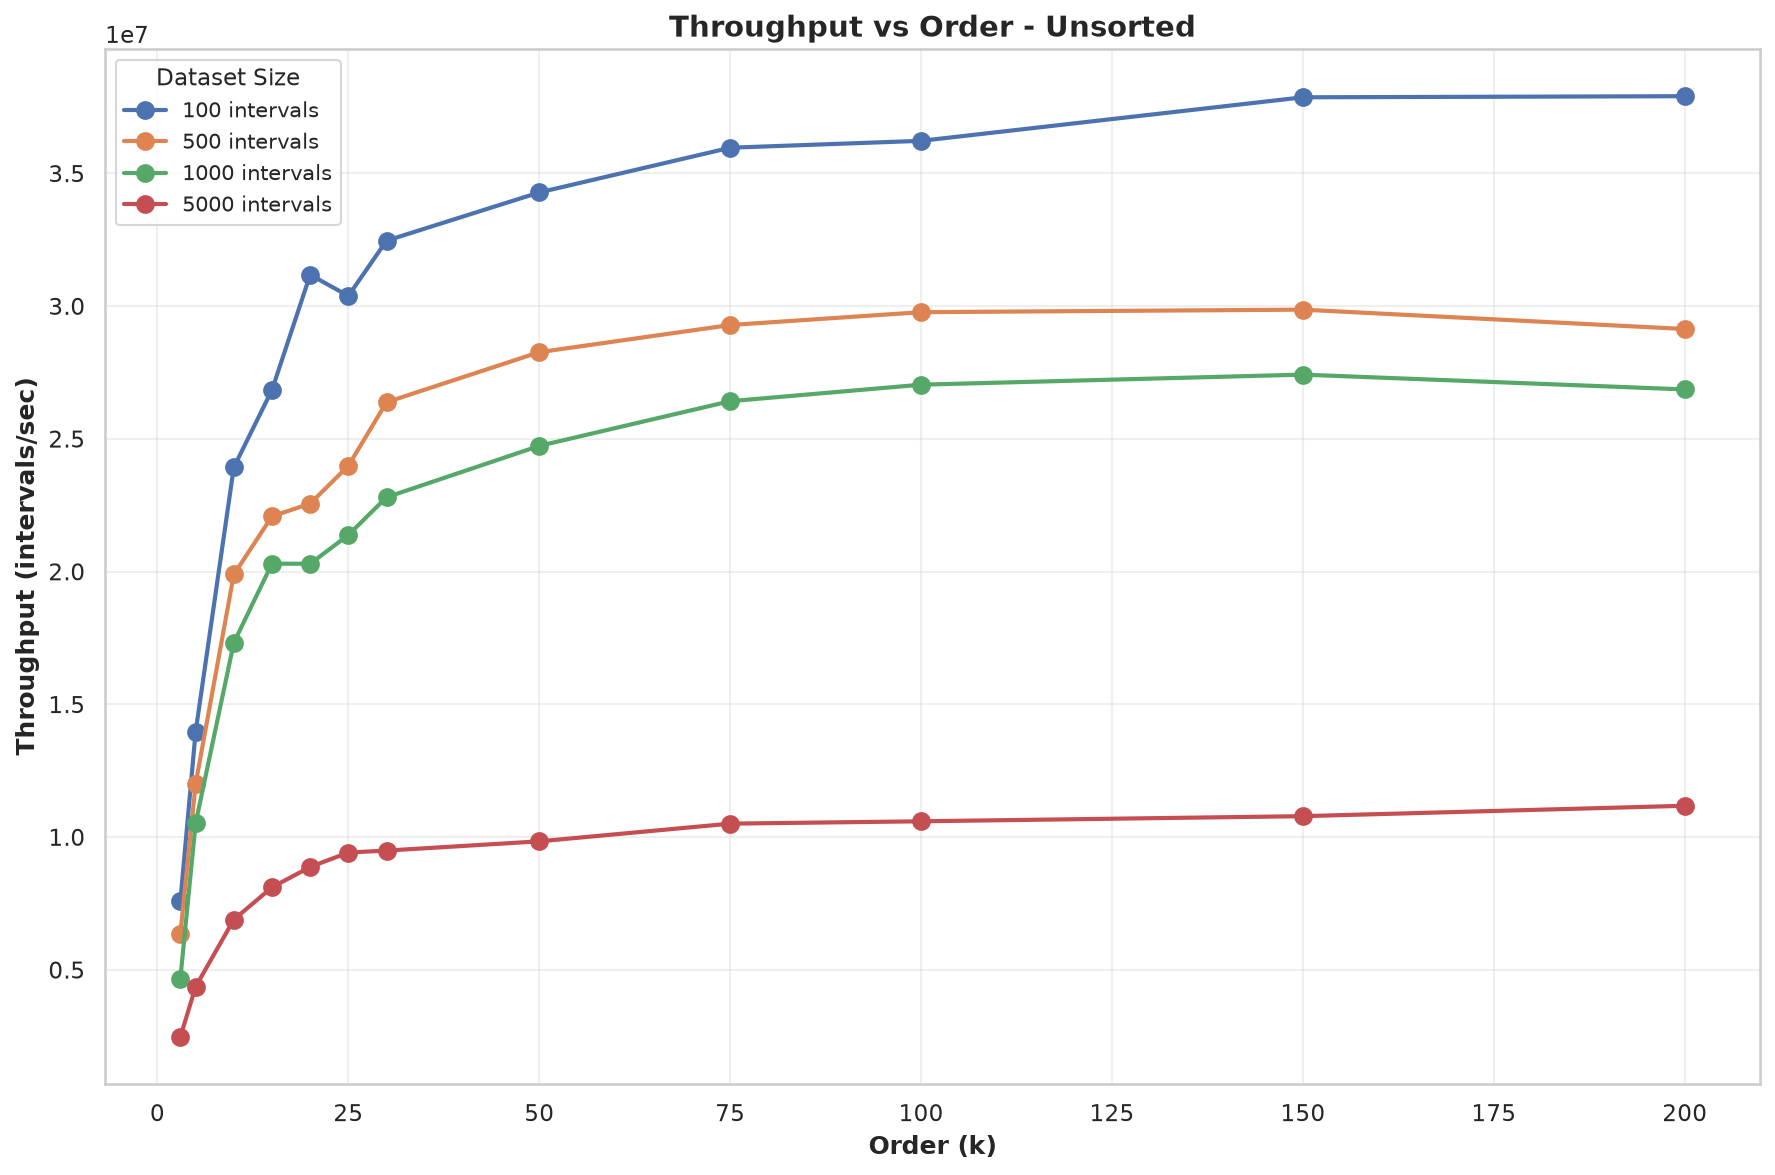 Throughput vs Order - Unsorted
1e7
Dataset Size
100 intervals
500 intervals
1000 intervals
5000 intervals
3.5
3.0
2.5
2.0
1.5
1.0
0.5
Throughput (intervals/sec)
0 25 50 75 100 125 150 175 200
Order (k)